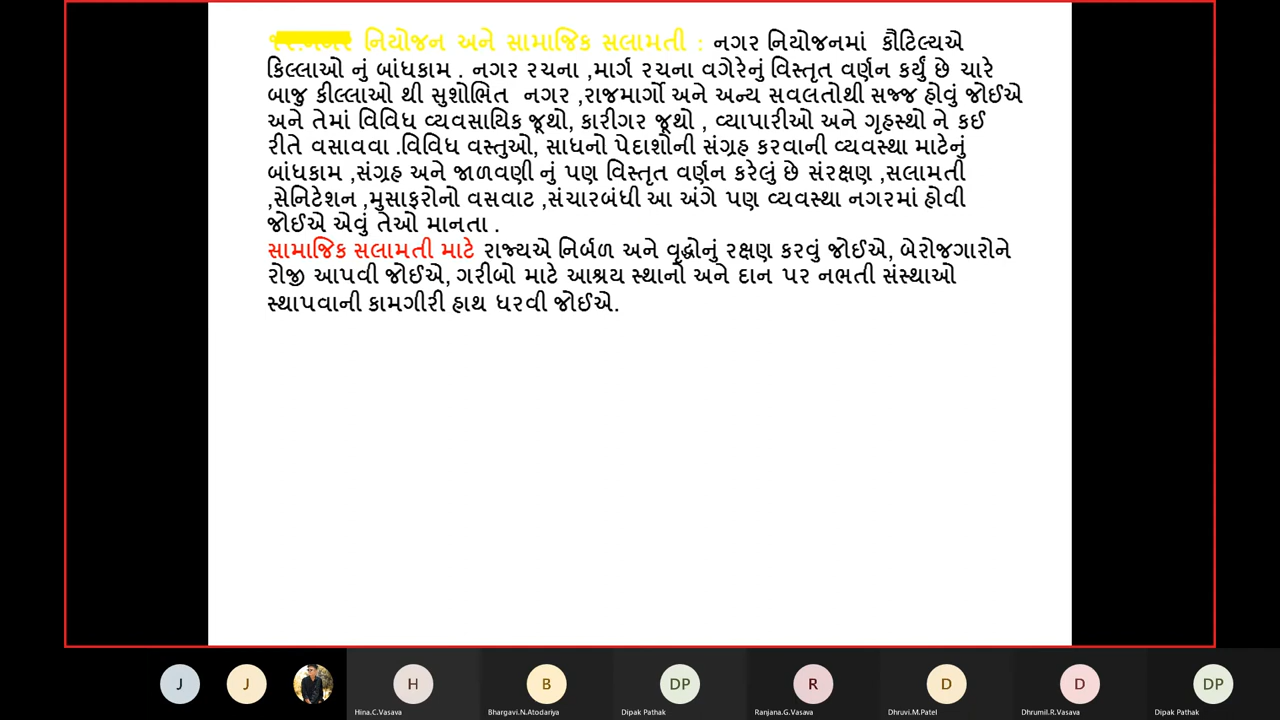 નિયોજન અને સામાજિક સલામતી : નગર નિયોજનમાં કૌટિલ્યએ
કિલ્લાઓ નું બાંધકામ . નગર રચના ,માર્ગ રચના વગેરેનું વિસ્તૃત વર્ણન કર્યું છે ચારે
બાજુ કીલ્લાઓ થી સુશોભિત નગર ,રાજમાર્ગો અને અન્ય સવલતોથી સજ્જ હોવું જોઈએ
અને તેમાં વિવિધ વ્યવસાયિક જૂથો, કારીગર જૂથો , વ્યાપારીઓ અને ગૃહસ્થો ને કઈ
રીતે વસાવવા .વિવિધ વસ્તુઓ, સાધનો પેદાશોની સંગ્રહ કરવાની વ્યવસ્થા માટેનું
બાંધકામ ,સંગ્રહ અને જાળવણી નું પણ વિસ્તૃત વર્ણન કરેલું છે સંરક્ષણ ,સલામતી
,સેનિટેશન ,મુસાફરોનો વસવાટ ,સંચારબંધી આ અંગે પણ વ્યવસ્થા નગરમાં હોવી
જોઈએ એવું તેઓ માનતા .
સામાજિક સલામતી માટે રાજ્યએ નિર્બળ અને વૃદ્ધોનું રક્ષણ કરવું જોઈએ, બેરોજગારોને
રોજી આપવી જોઈએ, ગરીબો માટે આશ્રય સ્થાનો અને દાન પર નભતી સંસ્થાઓ
સ્થાપવાની કામગીરી હાથ ધરવી જોઈએ.
J J H B DP R D D DP
Hina.C.Vasava Bhargavi.N.Atodariya Dipak Pathak Ranjana.G.Vasava Dhruvi.M.Patel Dhrumil.R.Vasava Dipak Pathak